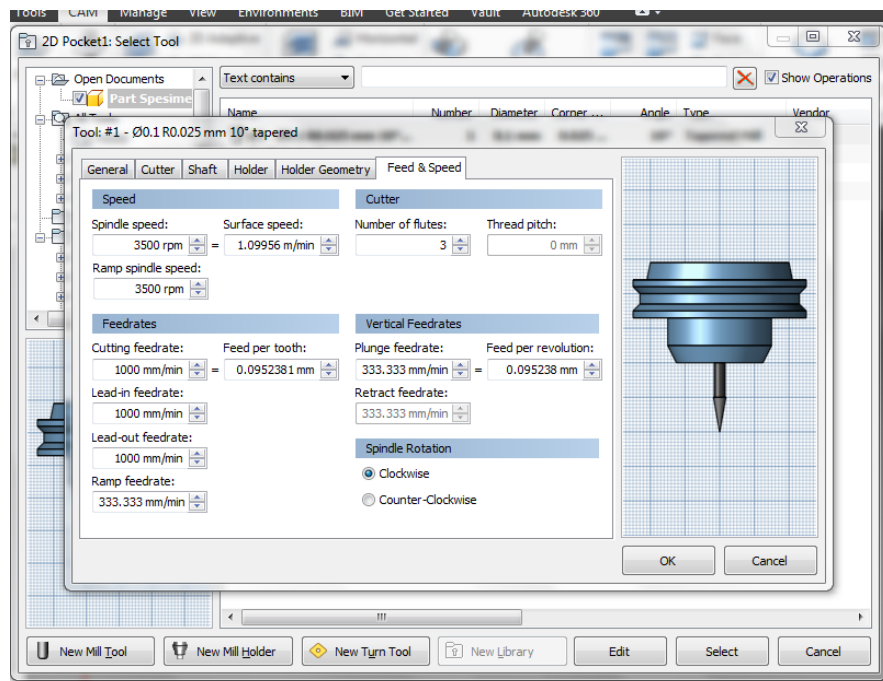 Tools CAM Manage View Environments BIM Get Started Vault Autodesk 360
2D Pocket1: Select Tool
Open Documents
Part Spesime
Text contains
Show Operations
Name Number Diameter Corner ... Angle Type Vendor
Tool: #1 - Ø0.1 R0.025 mm 10° tapered
General Cutter Shaft Holder Holder Geometry Feed & Speed
Speed Cutter
Spindle speed: Surface speed: Number of flutes: Thread pitch:
3500 rpm = 1.09956 m/min 3 0 mm
Ramp spindle speed:
3500 rpm
Feedrates Vertical Feedrates
Cutting feedrate: Feed per tooth: Plunge feedrate: Feed per revolution:
1000 mm/min = 0.0952381 mm 333.333 mm/min = 0.095238 mm
Lead-in feedrate: Retract feedrate:
1000 mm/min 333.333 mm/min
Lead-out feedrate:
1000 mm/min Spindle Rotation
Ramp feedrate: Clockwise
333.333 mm/min Counter-Clockwise
OK Cancel
New Mill Tool New Mill Holder New Turn Tool New Library Edit Select Cancel